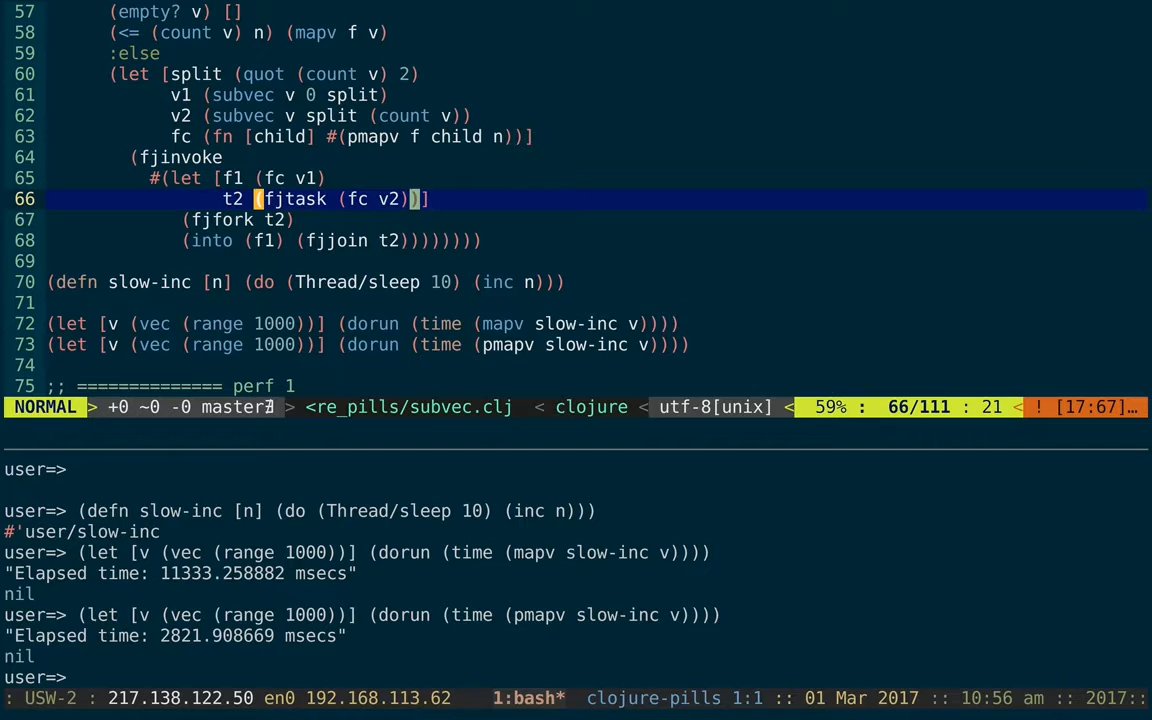 57 (empty? v) []
58 (<= (count v) n) (mapv f v)
59 :else
60 (let [split (quot (count v) 2)
61 v1 (subvec v 0 split)
62 v2 (subvec v split (count v))
63 fc (fn [child] #(pmapv f child n))]
64 (fjinvoke
65 #(let [f1 (fc v1)
66 t2 (fjtask (fc v2))]
67 (fjfork t2)
68 (into (f1) (fjjoin t2))))))))
69
70 (defn slow-inc [n] (do (Thread/sleep 10) (inc n)))
71
72 (let [v (vec (range 1000))] (dorun (time (mapv slow-inc v))))
73 (let [v (vec (range 1000))] (dorun (time (pmapv slow-inc v))))
74
75 ;; ============== perf 1
NORMAL > +0 ~0 -0 master∄ > <re_pills/subvec.clj < clojure < utf-8[unix] < 59% : 66/111 : 21 < ! [17:67]…
user=>
user=> (defn slow-inc [n] (do (Thread/sleep 10) (inc n)))
#'user/slow-inc
user=> (let [v (vec (range 1000))] (dorun (time (mapv slow-inc v))))
"Elapsed time: 11333.258882 msecs"
nil
user=> (let [v (vec (range 1000))] (dorun (time (pmapv slow-inc v))))
"Elapsed time: 2821.908669 msecs"
nil
user=>
: USW-2 : 217.138.122.50 en0 192.168.113.62 1:bash* clojure-pills 1:1 :: 01 Mar 2017 :: 10:56 am :: 2017::